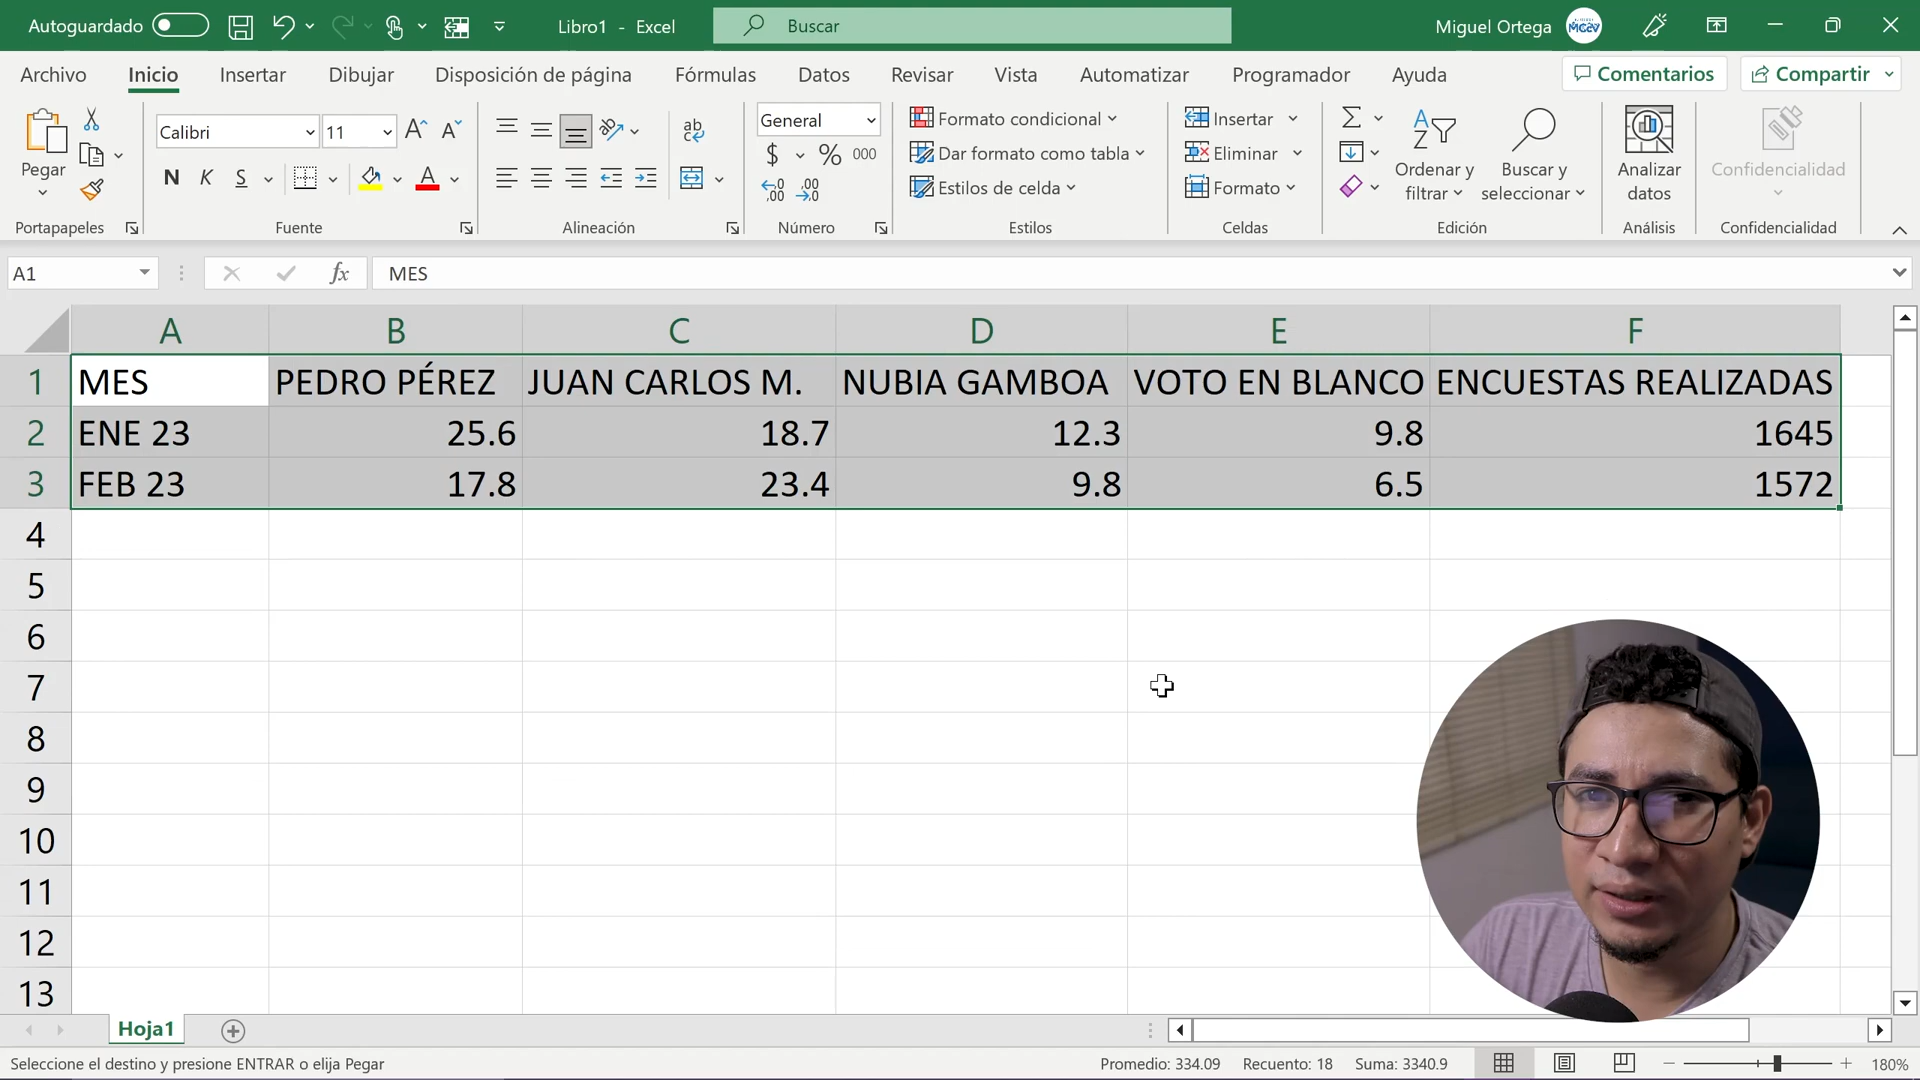 Autoguardado Libro1 - Excel Buscar Miguel Ortega
Archivo Inicio Insertar Dibujar Disposición de página Fórmulas Datos Revisar Vista Automatizar Programador Ayuda Comentarios Compartir
Pegar
Calibri 11
N K S
General
$ % 000
Formato condicional
Dar formato como tabla
Estilos de celda
Insertar
Eliminar
Formato
Ordenar y
filtrar
Buscar y
seleccionar
Analizar
datos
Confidencialidad
Portapapeles Fuente Alineación Número Estilos Celdas Edición Análisis Confidencialidad
A1 fx MES
A B C D E F
1 MES PEDRO PÉREZ JUAN CARLOS M. NUBIA GAMBOA VOTO EN BLANCO ENCUESTAS REALIZADAS
2 ENE 23 25.6 18.7 12.3 9.8 1645
3 FEB 23 17.8 23.4 9.8 6.5 1572
4
5
6
7
8
9
10
11
12
13
Hoja1
Seleccione el destino y presione ENTRAR o elija Pegar Promedio: 334.09 Recuento: 18 Suma: 3340.9 180%